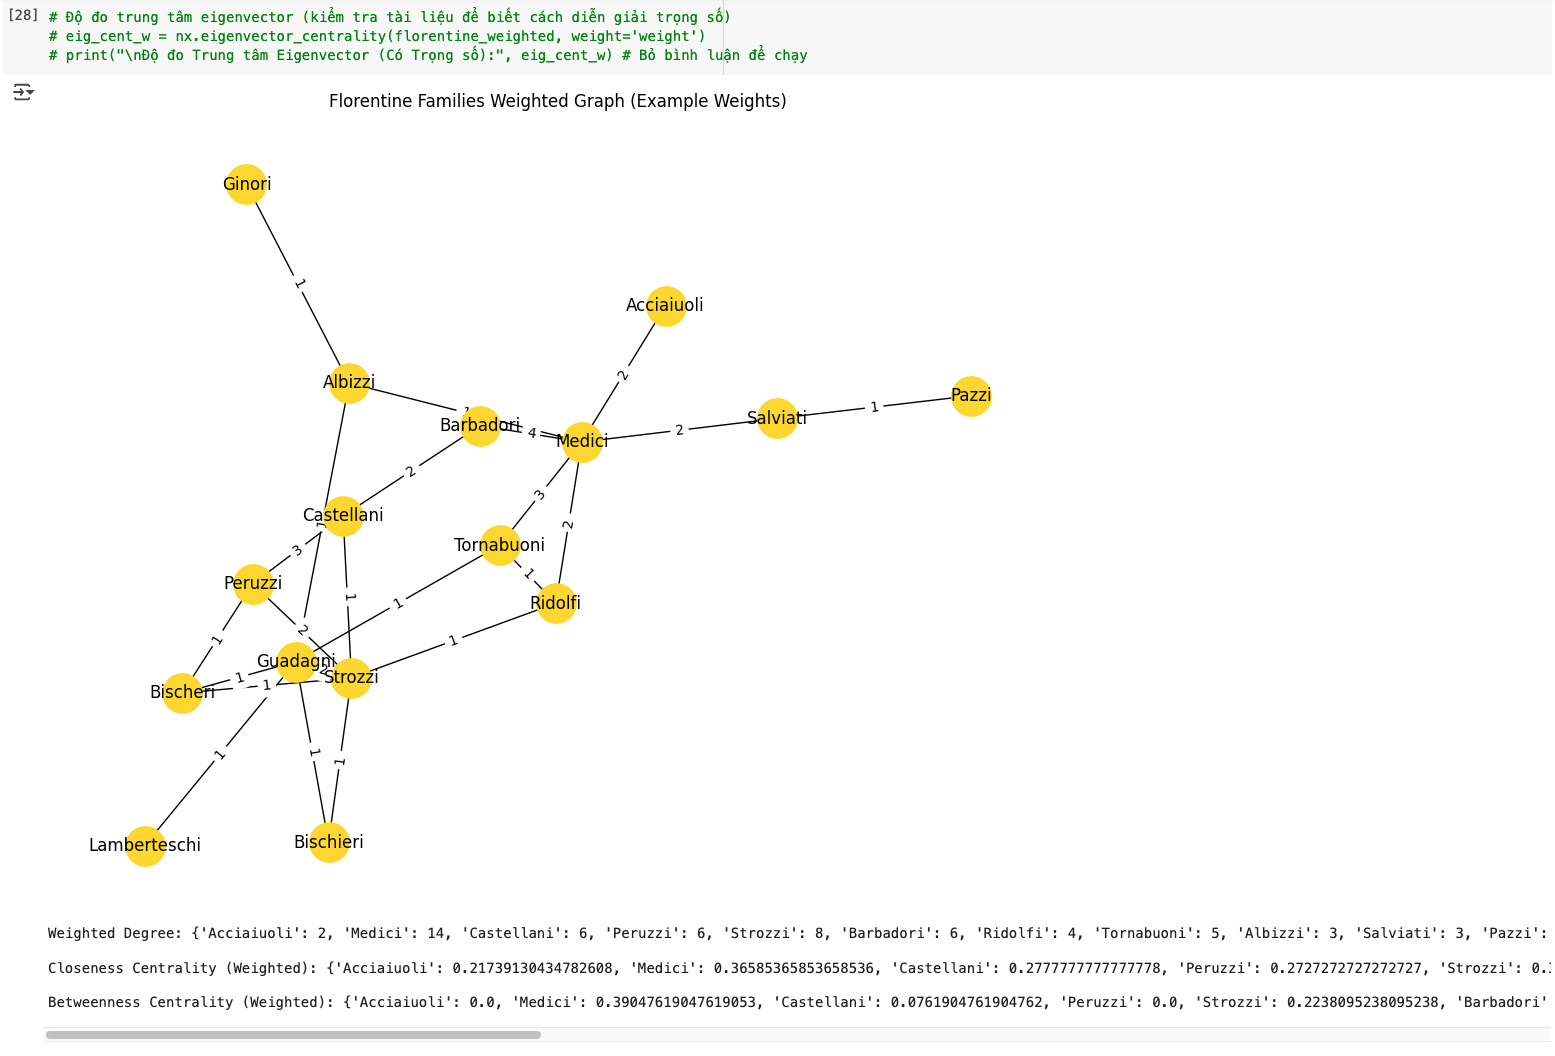 [28] # Độ đo trung tâm eigenvector (kiểm tra tài liệu để biết cách diễn giải trọng số)
# eig_cent_w = nx.eigenvector_centrality(florentine_weighted, weight='weight')
# print("\nĐộ đo Trung tâm Eigenvector (Có Trọng số):", eig_cent_w) # Bỏ bình luận để chạy
Florentine Families Weighted Graph (Example Weights)
Ginori
1
Acciaiuoli
2
Albizzi
1
Pazzi
1
Salviati
2
Barbadori
4
Medici
2
3
Castellani
1
2
Tornabuoni
3
1
Peruzzi
1
1
Ridolfi
2
1
1
Guadagni
2
Strozzi
1
Bischeri
1
1
1
1
Lamberteschi
Bischieri
Weighted Degree: {'Acciaiuoli': 2, 'Medici': 14, 'Castellani': 6, 'Peruzzi': 6, 'Strozzi': 8, 'Barbadori': 6, 'Ridolfi': 4, 'Tornabuoni': 5, 'Albizzi': 3, 'Salviati': 3, 'Pazzi':
Closeness Centrality (Weighted): {'Acciaiuoli': 0.21739130434782608, 'Medici': 0.36585365853658536, 'Castellani': 0.2777777777777778, 'Peruzzi': 0.2727272727272727, 'Strozzi': 0.
Betweenness Centrality (Weighted): {'Acciaiuoli': 0.0, 'Medici': 0.39047619047619053, 'Castellani': 0.0761904761904762, 'Peruzzi': 0.0, 'Strozzi': 0.2238095238095238, 'Barbadori'